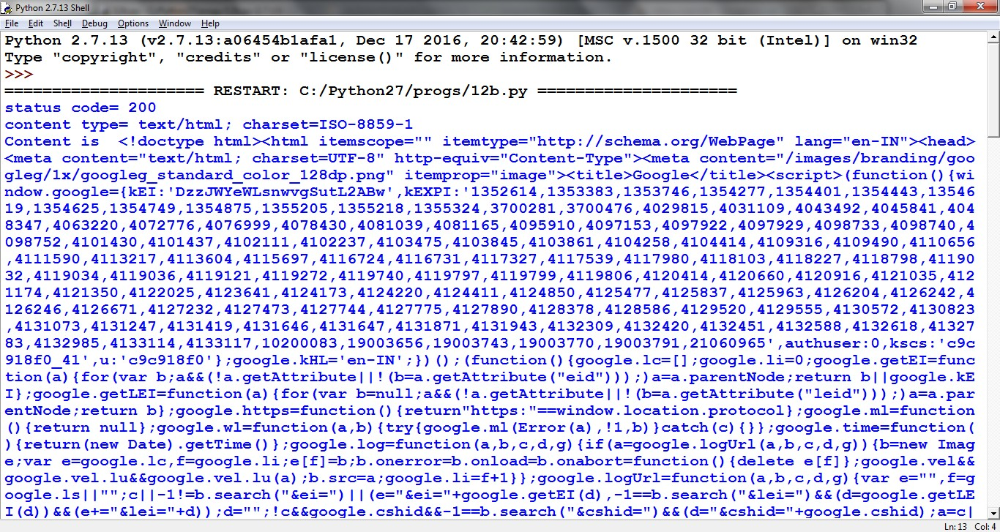 Python 2.7.13 Shell
File Edit Shell Debug Options Window Help
Python 2.7.13 (v2.7.13:a06454b1afa1, Dec 17 2016, 20:42:59) [MSC v.1500 32 bit (Intel)] on win32
Type "copyright", "credits" or "license()" for more information.
>>>
===================== RESTART: C:/Python27/progs/12b.py =====================
status code= 200
content type= text/html; charset=ISO-8859-1
Content is  <!doctype html><html itemscope="" itemtype="http://schema.org/WebPage" lang="en-IN"><head>
<meta content="text/html; charset=UTF-8" http-equiv="Content-Type"><meta content="/images/branding/goo
gleg/1x/googleg_standard_color_128dp.png" itemprop="image"><title>Google</title><script>(function(){wi
ndow.google={kEI:'DzzJWYeWLsnwvgSutL2ABw',kEXPI:'1352614,1353383,1353746,1354277,1354401,1354443,13546
19,1354625,1354749,1354875,1355205,1355218,1355324,3700281,3700476,4029815,4031109,4043492,4045841,404
8347,4063220,4072776,4076999,4078430,4081039,4081165,4095910,4097153,4097922,4097929,4098733,4098740,4
098752,4101430,4101437,4102111,4102237,4103475,4103845,4103861,4104258,4104414,4109316,4109490,4110656
,4111590,4113217,4113604,4115697,4116724,4116731,4117327,4117539,4117980,4118103,4118227,4118798,41190
32,4119034,4119036,4119121,4119272,4119740,4119797,4119799,4119806,4120414,4120660,4120916,4121035,412
1174,4121350,4122025,4123641,4124173,4124220,4124411,4124850,4125477,4125837,4125963,4126204,4126242,4
126246,4126671,4127232,4127473,4127744,4127775,4127890,4128378,4128586,4129520,4129555,4130572,4130823
,4131073,4131247,4131419,4131646,4131647,4131871,4131943,4132309,4132420,4132451,4132588,4132618,41327
83,4132985,4133114,4133117,10200083,19003656,19003743,19003770,19003791,21060965',authuser:0,kscs:'c9c
918f0_41',u:'c9c918f0'};google.kHL='en-IN';})();(function(){google.lc=[];google.li=0;google.getEI=func
tion(a){for(var b;a&&(!a.getAttribute||!(b=a.getAttribute("eid")));)a=a.parentNode;return b||google.kE
I};google.getLEI=function(a){for(var b=null;a&&(!a.getAttribute||!(b=a.getAttribute("leid")));)a=a.par
entNode;return b};google.https=function(){return"https:"==window.location.protocol};google.ml=function
(){return null};google.wl=function(a,b){try{google.ml(Error(a),!1,b)}catch(c){}};google.time=function(
){return(new Date).getTime()};google.log=function(a,b,c,d,g){if(a=google.logUrl(a,b,c,d,g)){b=new Imag
e;var e=google.lc,f=google.li;e[f]=b;b.onerror=b.onload=b.onabort=function(){delete e[f]};google.vel&&
google.vel.lu&&google.vel.lu(a);b.src=a;google.li=f+1}};google.logUrl=function(a,b,c,d,g){var e="",f=g
oogle.ls||"";c||-1!=b.search("&ei=")||(e="&ei="+google.getEI(d),-1==b.search("&lei=")&&(d=google.getLE
I(d))&&(e+="&lei="+d));d="";!c&&google.cshid&&-1==b.search("&cshid=")&&(d="&cshid="+google.cshid);a=c|
Ln: 13 Col: 4